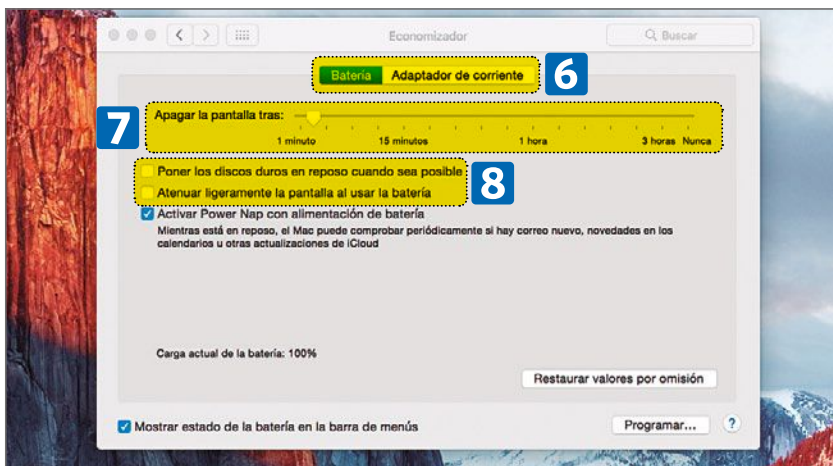 Economizador
Buscar
Batería Adaptador de corriente
6
7
Apagar la pantalla tras:
1 minuto 15 minutos 1 hora 3 horas Nunca
Poner los discos duros en reposo cuando sea posible
8
Atenuar ligeramente la pantalla al usar la batería
Activar Power Nap con alimentación de batería
Mientras está en reposo, el Mac puede comprobar periódicamente si hay correo nuevo, novedades en los
calendarios u otras actualizaciones de iCloud
Carga actual de la batería: 100%
Restaurar valores por omisión
Mostrar estado de la batería en la barra de menús
Programar... ?